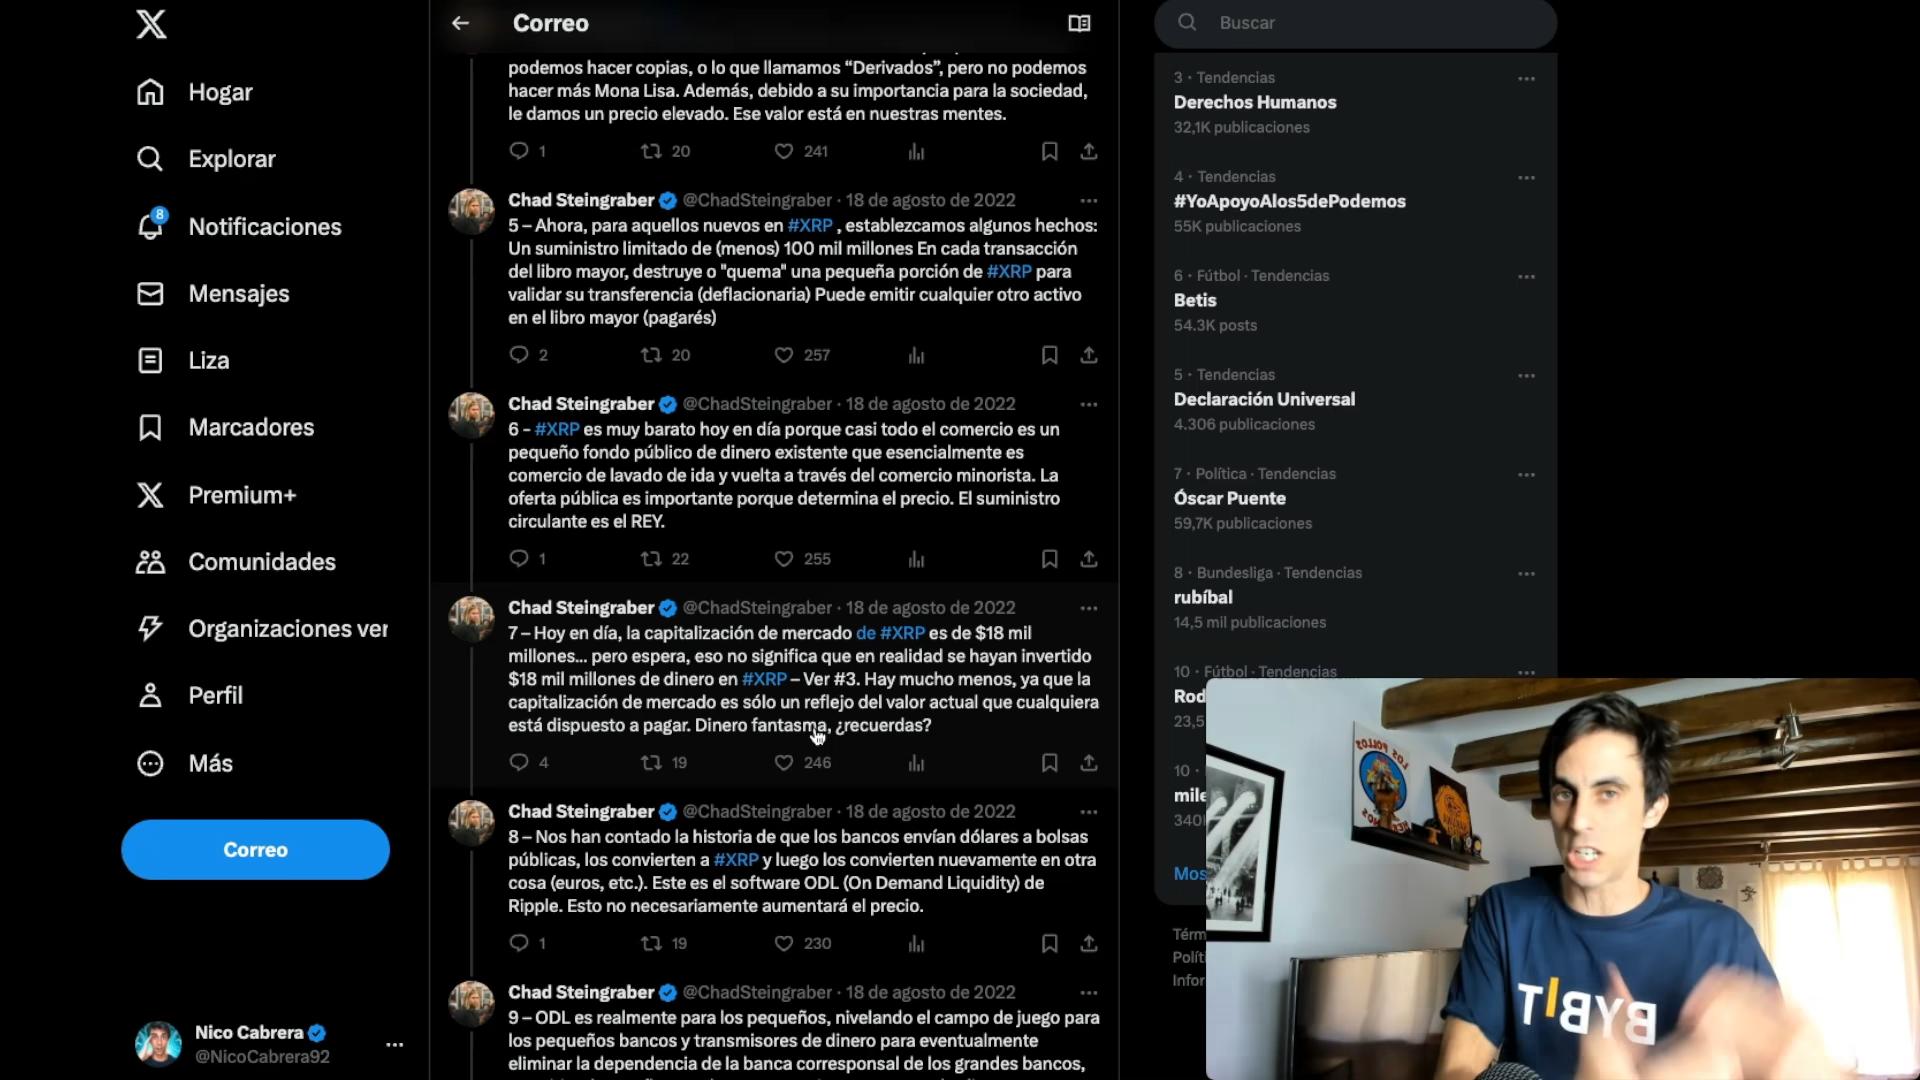 Hogar
Explorar
8
Notificaciones
Mensajes
Liza
Marcadores
Premium+
Comunidades
Organizaciones ver
Perfil
Más
Correo
Nico Cabrera
@NicoCabrera92
Correo
podemos hacer copias, o lo que llamamos “Derivados”, pero no podemos
hacer más Mona Lisa. Además, debido a su importancia para la sociedad,
le damos un precio elevado. Ese valor está en nuestras mentes.
1 20 241
Chad Steingraber @ChadSteingraber · 18 de agosto de 2022
5 – Ahora, para aquellos nuevos en #XRP , establezcamos algunos hechos:
Un suministro limitado de (menos) 100 mil millones En cada transacción
del libro mayor, destruye o "quema" una pequeña porción de #XRP para
validar su transferencia (deflacionaria) Puede emitir cualquier otro activo
en el libro mayor (pagarés)
2 20 257
Chad Steingraber @ChadSteingraber · 18 de agosto de 2022
6 - #XRP es muy barato hoy en día porque casi todo el comercio es un
pequeño fondo público de dinero existente que esencialmente es
comercio de lavado de ida y vuelta a través del comercio minorista. La
oferta pública es importante porque determina el precio. El suministro
circulante es el REY.
1 22 255
Chad Steingraber @ChadSteingraber · 18 de agosto de 2022
7 – Hoy en día, la capitalización de mercado de #XRP es de $18 mil
millones... pero espera, eso no significa que en realidad se hayan invertido
$18 mil millones de dinero en #XRP – Ver #3. Hay mucho menos, ya que la
capitalización de mercado es sólo un reflejo del valor actual que cualquiera
está dispuesto a pagar. Dinero fantasma, ¿recuerdas?
4 19 246
Chad Steingraber @ChadSteingraber · 18 de agosto de 2022
8 – Nos han contado la historia de que los bancos envían dólares a bolsas
públicas, los convierten a #XRP y luego los convierten nuevamente en otra
cosa (euros, etc.). Este es el software ODL (On Demand Liquidity) de
Ripple. Esto no necesariamente aumentará el precio.
1 19 230
Chad Steingraber @ChadSteingraber · 18 de agosto de 2022
9 – ODL es realmente para los pequeños, nivelando el campo de juego para
los pequeños bancos y transmisores de dinero para eventualmente
eliminar la dependencia de la banca corresponsal de los grandes bancos,
Buscar
3 · Tendencias
Derechos Humanos
32,1K publicaciones
4 · Tendencias
#YoApoyoAlos5dePodemos
55K publicaciones
6 · Fútbol · Tendencias
Betis
54.3K posts
5 · Tendencias
Declaración Universal
4.306 publicaciones
7 · Política · Tendencias
Óscar Puente
59,7K publicaciones
8 · Bundesliga · Tendencias
rubíbal
14,5 mil publicaciones
10 · Fútbol · Tendencias
Rod
23,5
10 ·
mile
340
Mos
Térm
Polít
Infor
LOS POLLOS
HERMANOS
BYBIT